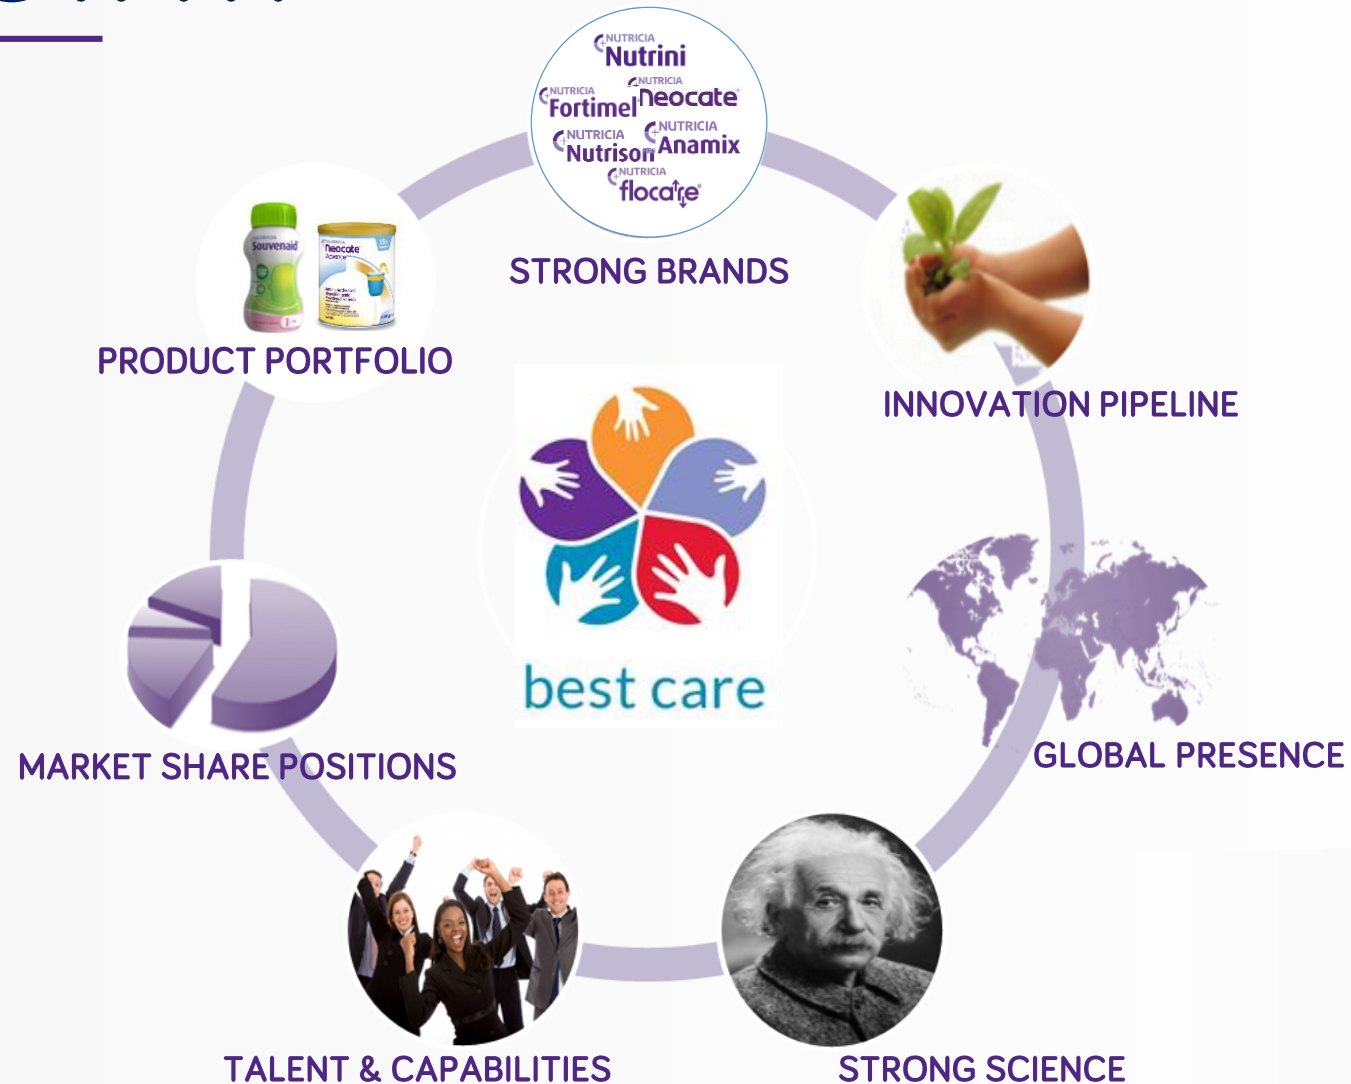 NUTRICIA
Nutrini
NUTRICIA
Fortimel
NUTRICIA
neocate
NUTRICIA
Nutrison
NUTRICIA
Anamix
NUTRICIA
flocare
STRONG BRANDS
Souvenaid
neocate
Advance
PRODUCT PORTFOLIO
INNOVATION PIPELINE
best care
GLOBAL PRESENCE
MARKET SHARE POSITIONS
TALENT & CAPABILITIES
STRONG SCIENCE